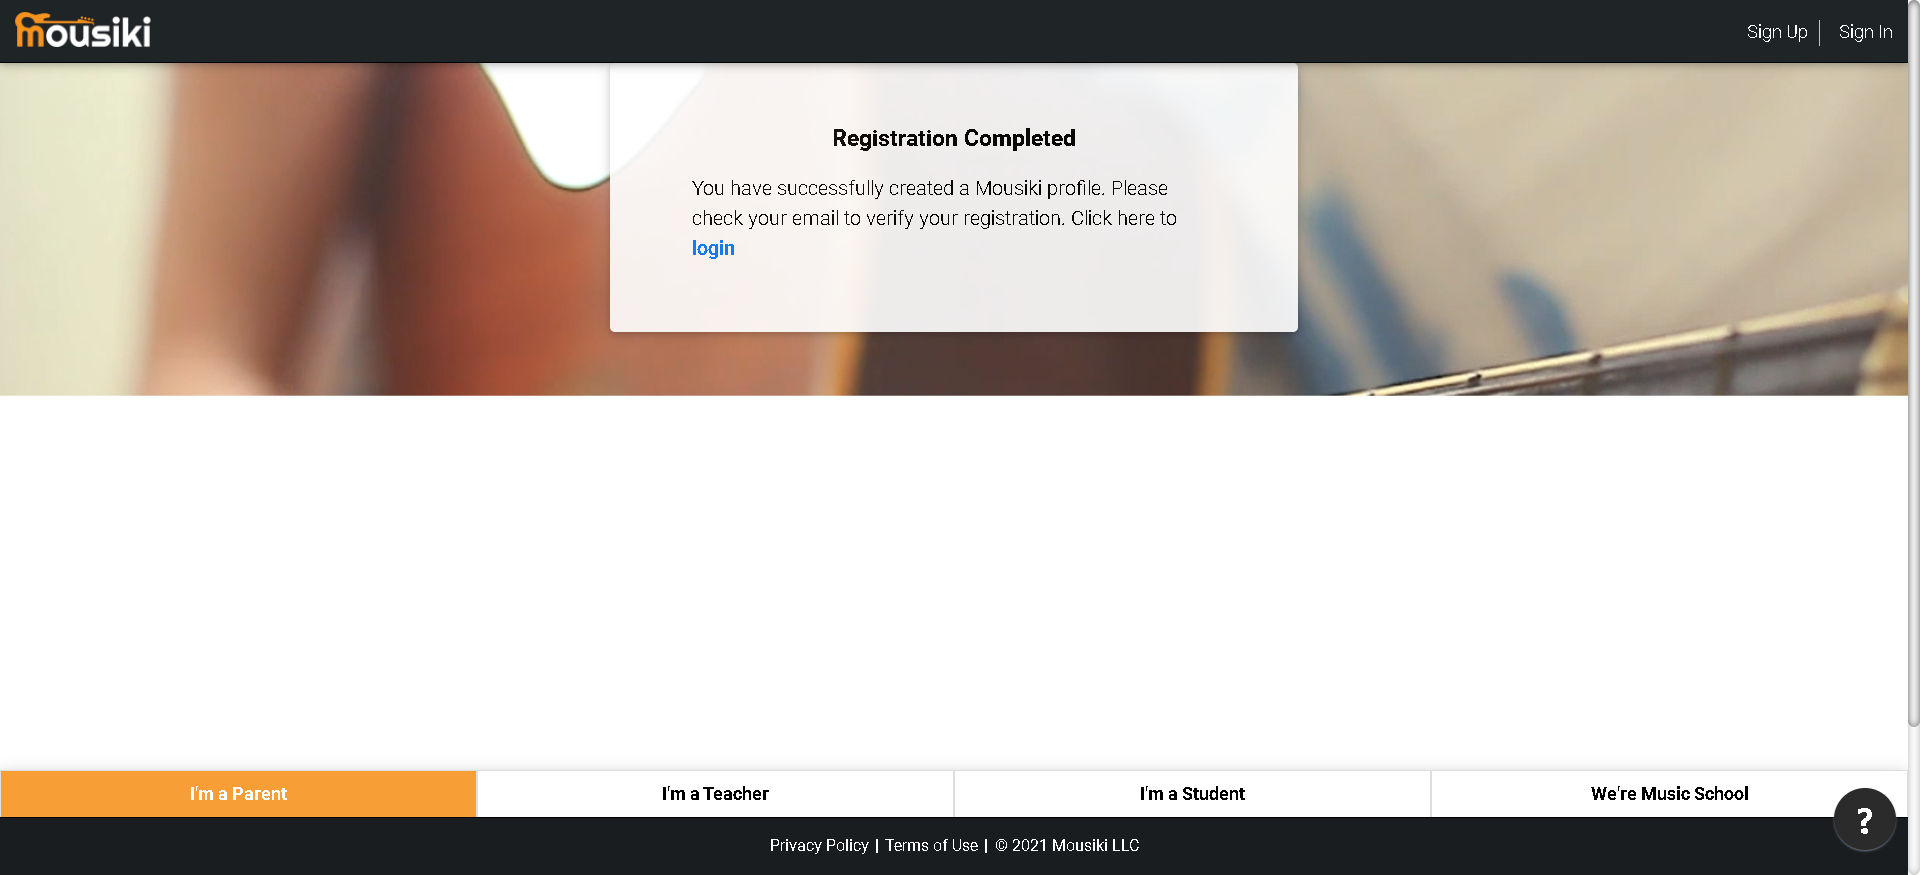 mousiki
Sign Up
Sign In
Registration Completed
You have successfully created a Mousiki profile. Please
check your email to verify your registration. Click here to
login
I'm a Parent
I'm a Teacher
I'm a Student
We're Music School
?
Privacy Policy | Terms of Use | © 2021 Mousiki LLC